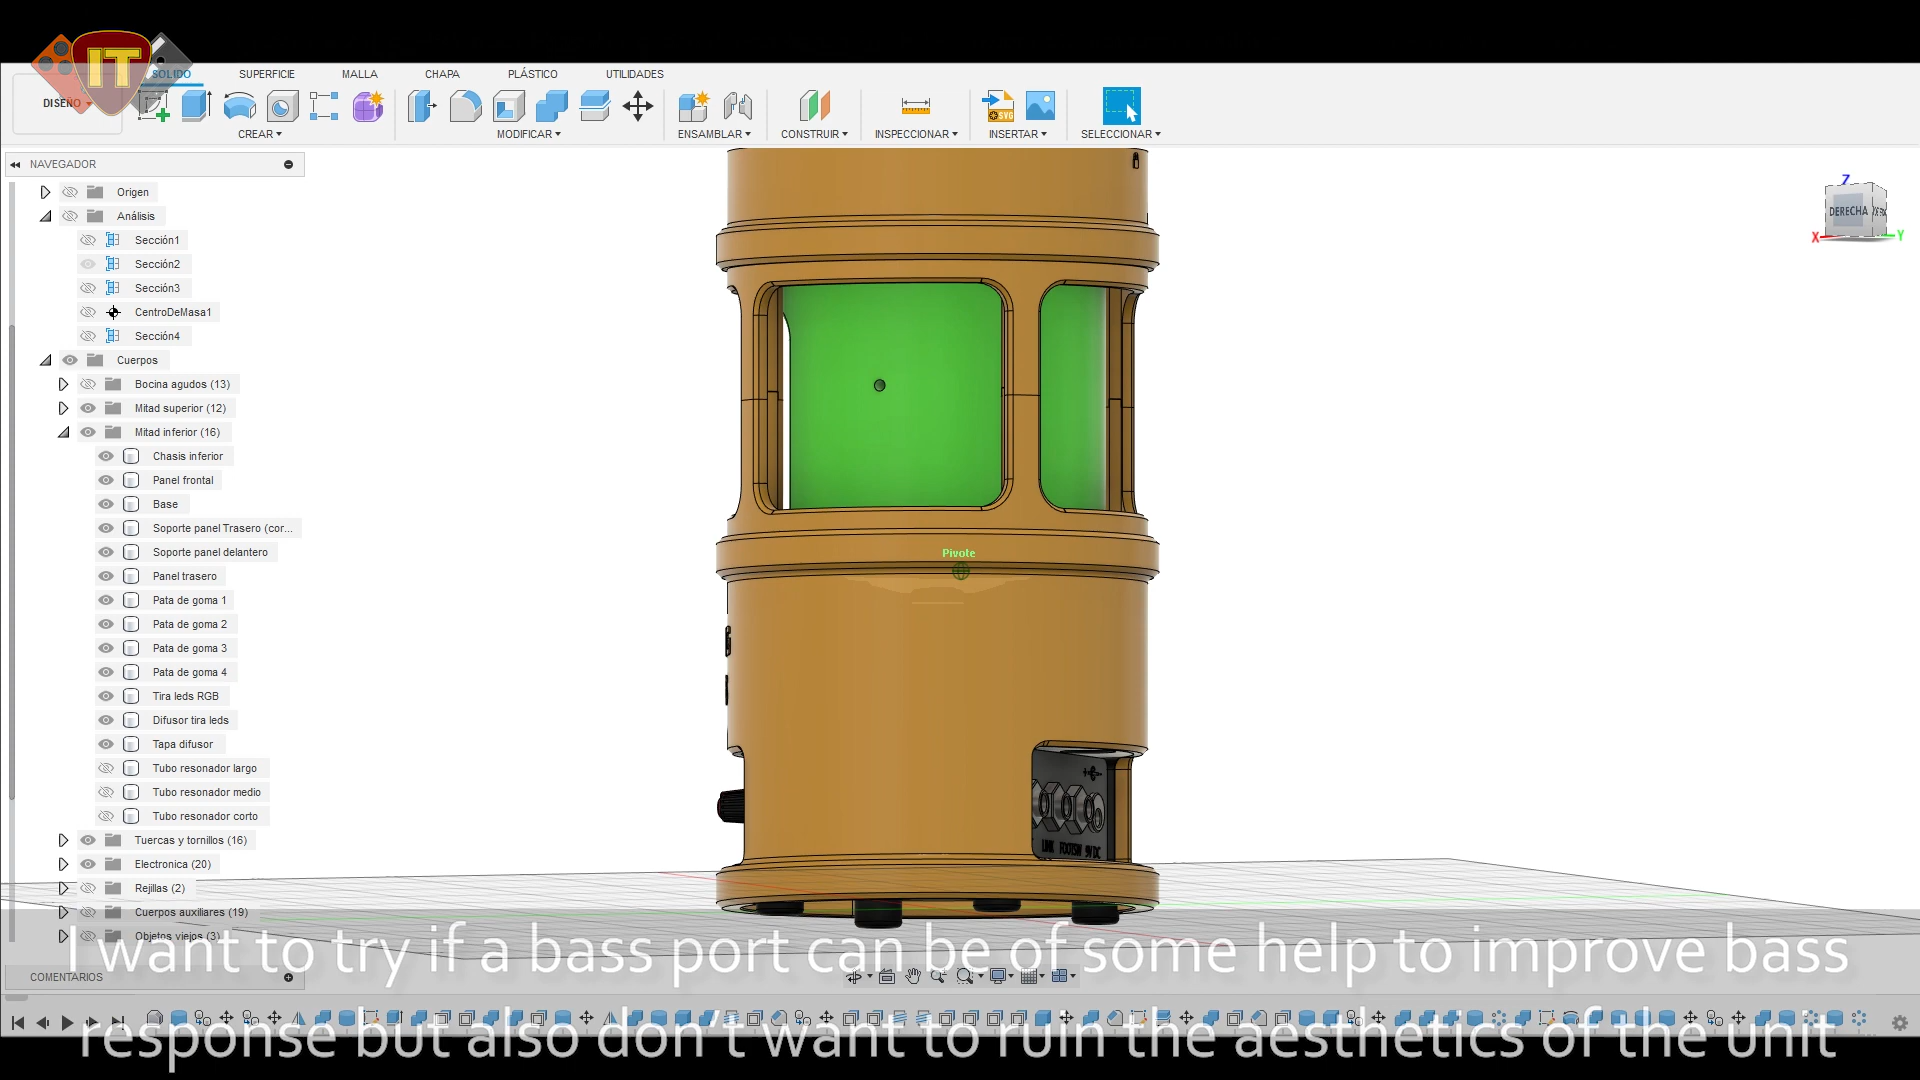 IT
SÓLIDO SUPERFICIE MALLA CHAPA PLÁSTICO UTILIDADES
DISEÑO
CREAR MODIFICAR ENSAMBLAR CONSTRUIR INSPECCIONAR INSERTAR SELECCIONAR
SVG
NAVEGADOR
Origen
Análisis
Sección1
Sección2
Sección3
CentroDeMasa1
Sección4
Cuerpos
Bocina agudos (13)
Mitad superior (12)
Mitad inferior (16)
Chasis inferior
Panel frontal
Base
Soporte panel Trasero (cor...
Soporte panel delantero
Panel trasero
Pata de goma 1
Pata de goma 2
Pata de goma 3
Pata de goma 4
Tira leds RGB
Difusor tira leds
Tapa difusor
Tubo resonador largo
Tubo resonador medio
Tubo resonador corto
Tuercas y tornillos (16)
Electronica (20)
Rejillas (2)
Cuerpos auxiliares (19)
Objetos viejos (3)
COMENTARIOS
Z
DERECHA
X
Y
Pivote
LINK FOOTSW 9V DC
I want to try if a bass port can be of some help to improve bass
response but also don't want to ruin the aesthetics of the unit